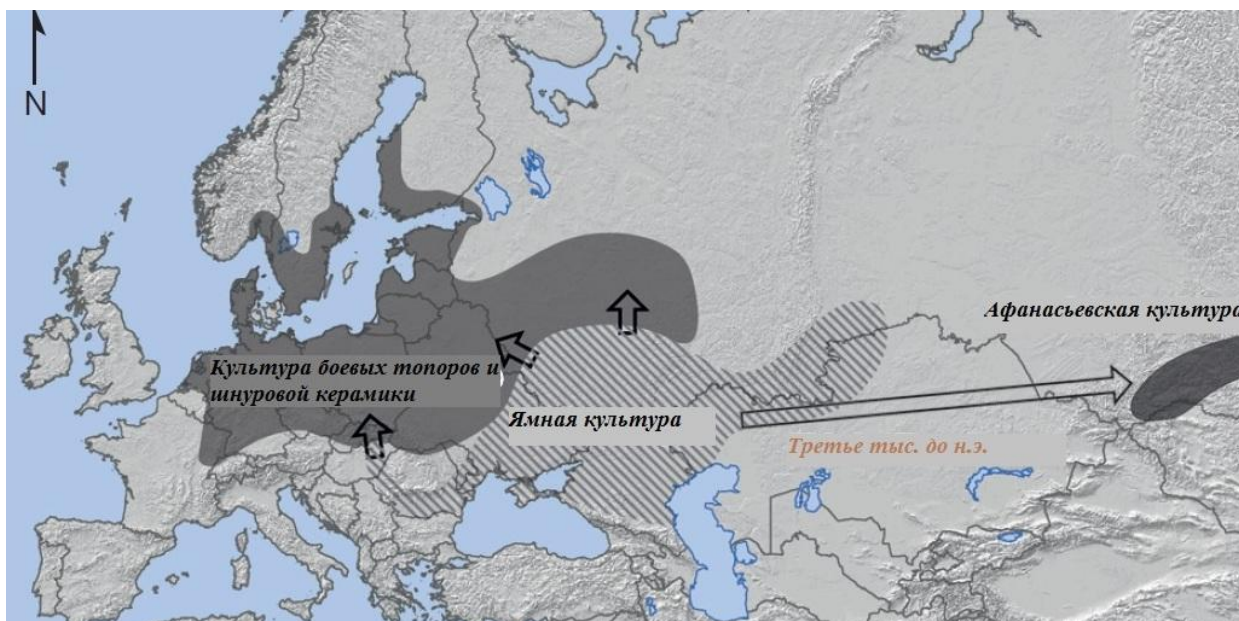 N
Афанасьевская культура
Культура боевых топоров и
шнуровой керамики
Ямная культура
Третье тыс. до н.э.